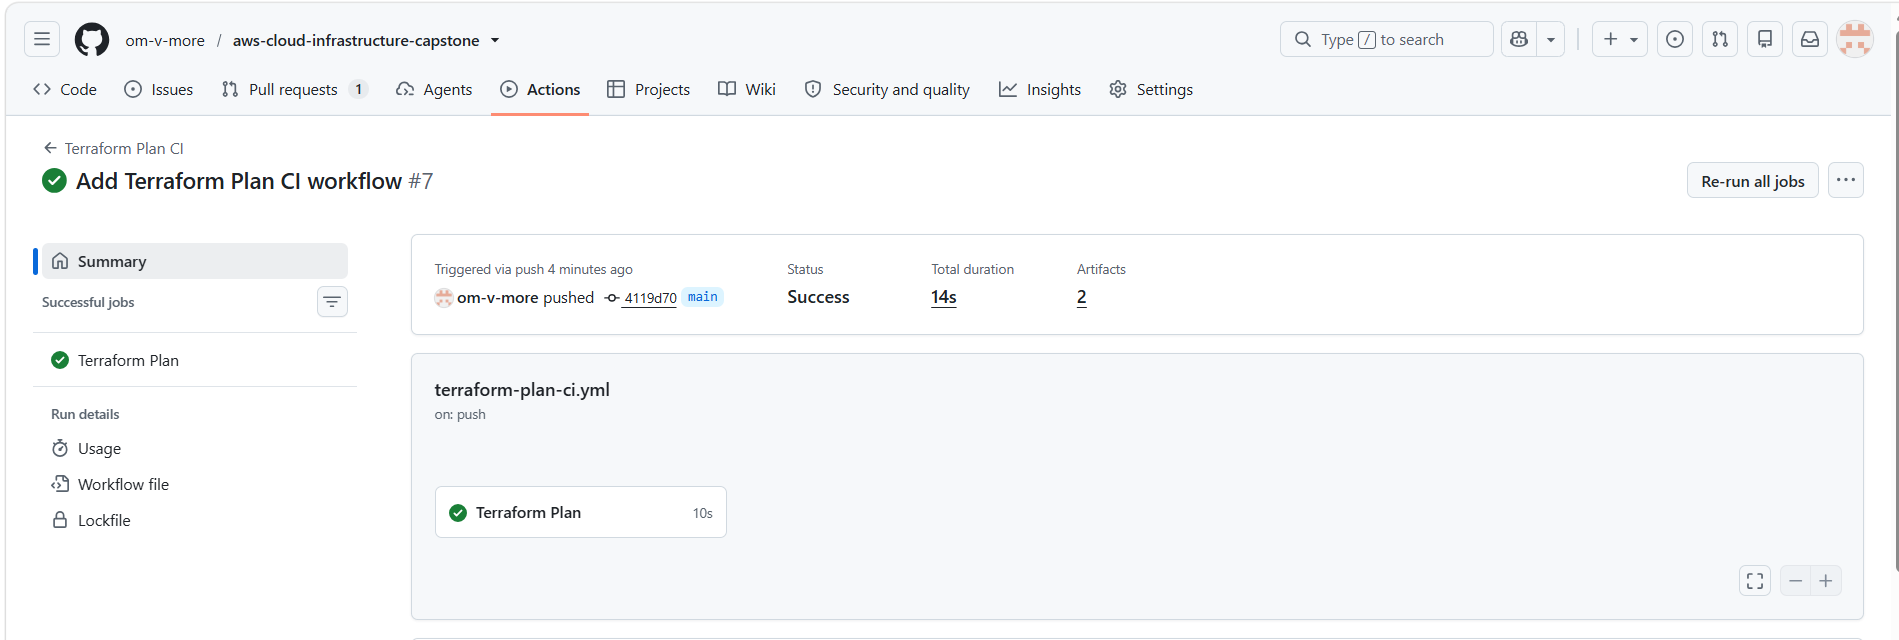 om-v-more / aws-cloud-infrastructure-capstone
Type / to search
Code Issues Pull requests 1 Agents Actions Projects Wiki Security and quality Insights Settings
Terraform Plan CI
Add Terraform Plan CI workflow #7
Re-run all jobs
Summary
Successful jobs
Terraform Plan
Run details
Usage
Workflow file
Lockfile
Triggered via push 4 minutes ago
om-v-more pushed 4119d70 main
Status
Success
Total duration
14s
Artifacts
2
terraform-plan-ci.yml
on: push
Terraform Plan 10s